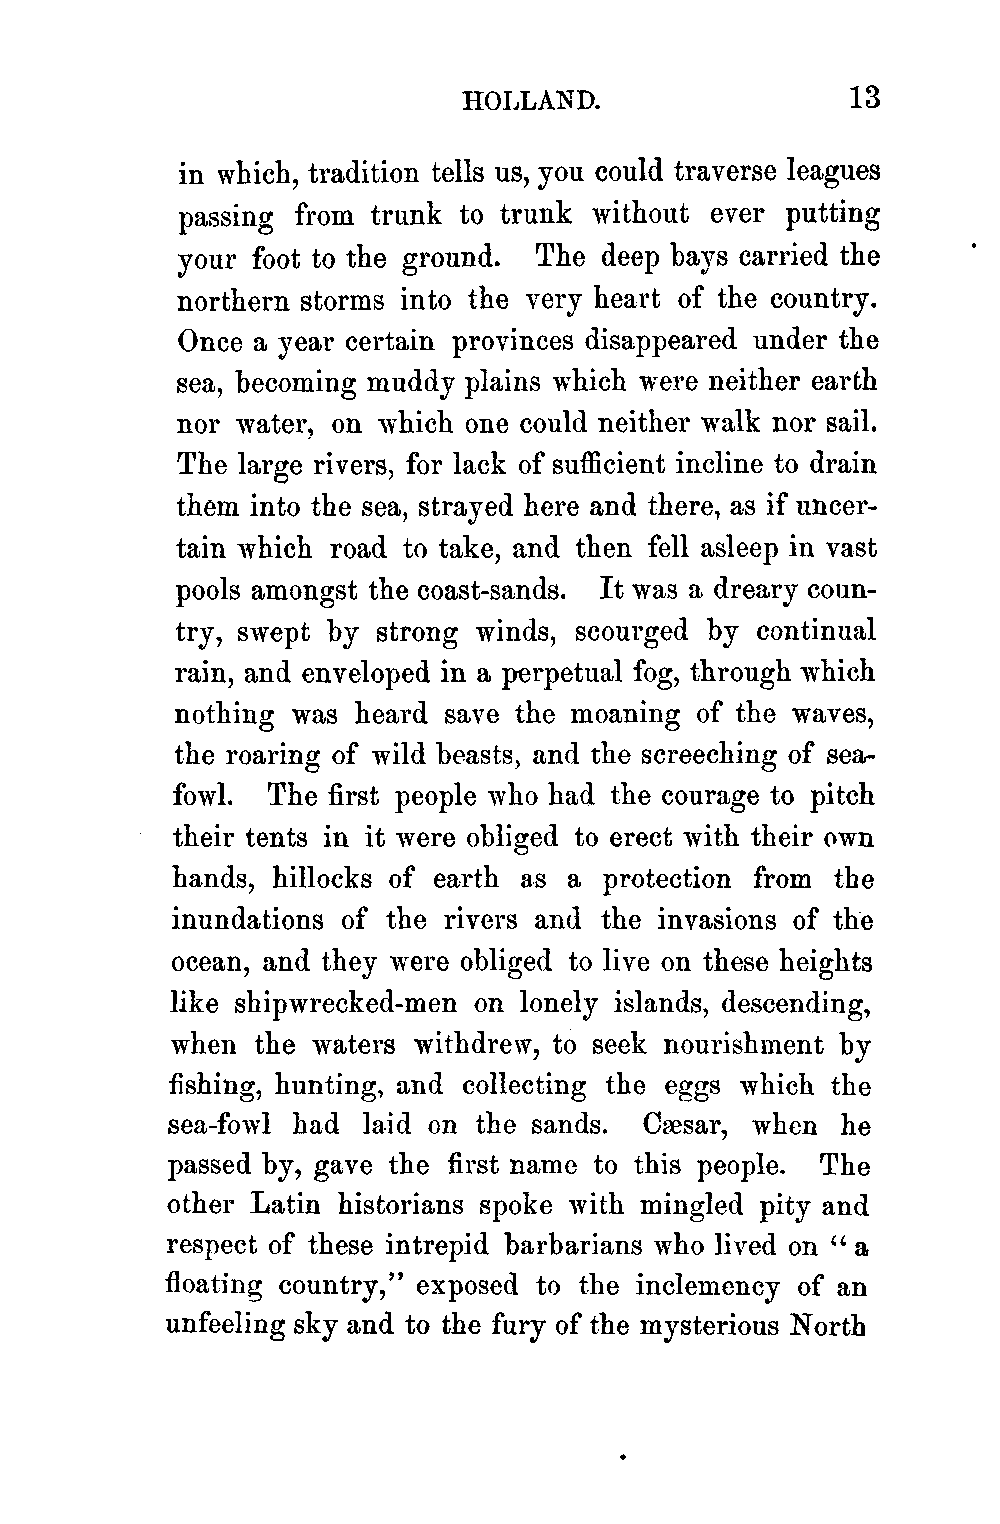 HOLLAND. 13
in which, tradition tells us, you could traverse leagues
passing from trunk to trunk without ever putting
your foot to the ground. The deep bays carried the
northern storms into the very heart of the country.
Once a year certain provinces disappeared under the
sea, becoming muddy plains which were neither earth
nor water, on which one could neither walk nor sail.
The large rivers, for lack of sufficient incline to drain
them into the sea, strayed here and there, as if uncer-
tain which road to take, and then fell asleep in vast
pools amongst the coast-sands. It was a dreary coun-
try, swept by strong winds, scourged by continual
rain, and enveloped in a perpetual fog, through which
nothing was heard save the moaning of the waves,
the roaring of wild beasts, and the screeching of sea-
fowl. The first people who had the courage to pitch
their tents in it were obliged to erect with their own
hands, hillocks of earth as a protection from the
inundations of the rivers and the invasions of the
ocean, and they were obliged to live on these heights
like shipwrecked-men on lonely islands, descending,
when the waters withdrew, to seek nourishment by
fishing, hunting, and collecting the eggs which the
sea-fowl had laid on the sands. Cæsar, when he
passed by, gave the first name to this people. The
other Latin historians spoke with mingled pity and
respect of these intrepid barbarians who lived on “ a
floating country,” exposed to the inclemency of an
unfeeling sky and to the fury of the mysterious North